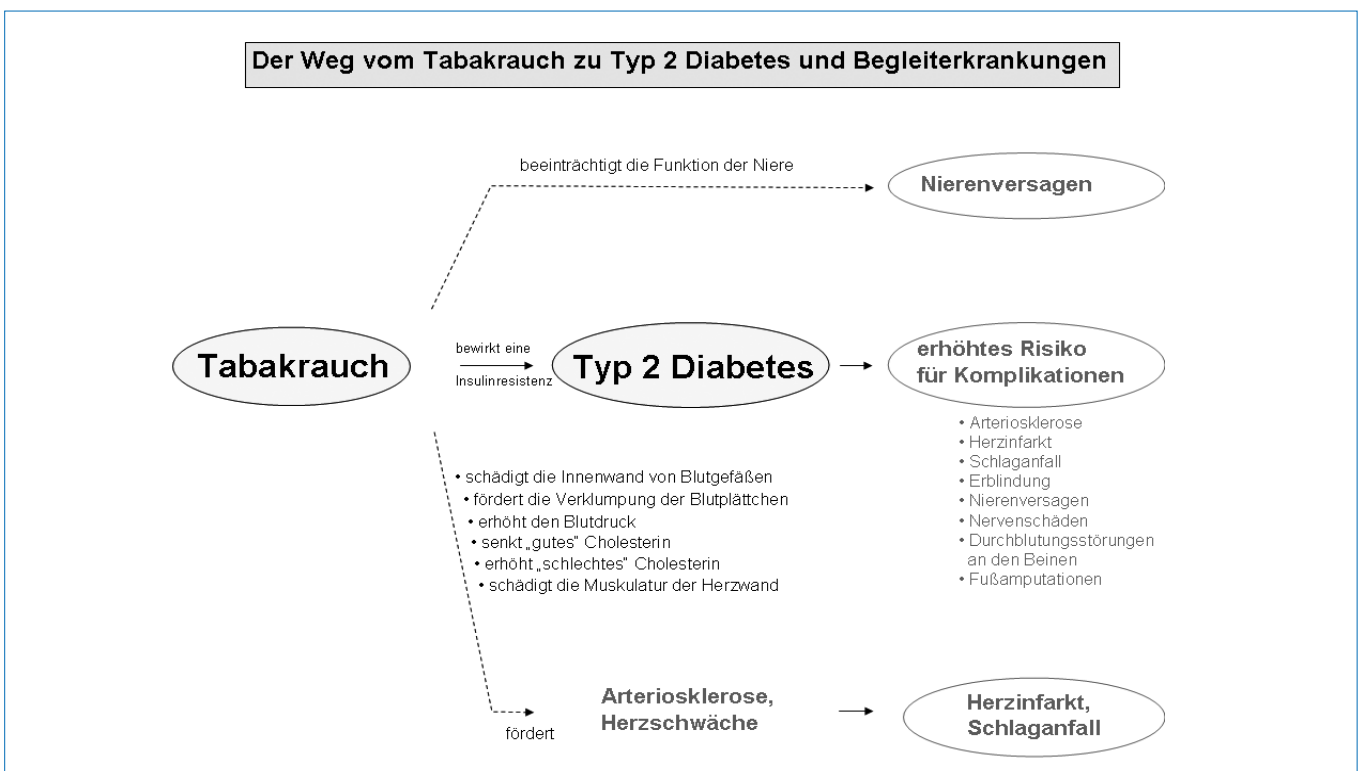 Der Weg vom Tabakrauch zu Typ 2 Diabetes und Begleiterkrankungen
beeinträchtigt die Funktion der Niere
Nierenversagen
Tabakrauch
bewirkt eine
Insulinresistenz
Typ 2 Diabetes
erhöhtes Risiko
für Komplikationen
• Arteriosklerose
• Herzinfarkt
• Schlaganfall
• Erblindung
• Nierenversagen
• Nervenschäden
• Durchblutungsstörungen
an den Beinen
• Fußamputationen
• schädigt die Innenwand von Blutgefäßen
• fördert die Verklumpung der Blutplättchen
• erhöht den Blutdruck
• senkt „gutes" Cholesterin
• erhöht „schlechtes" Cholesterin
• schädigt die Muskulatur der Herzwand
fördert
Arteriosklerose,
Herzschwäche
Herzinfarkt,
Schlaganfall